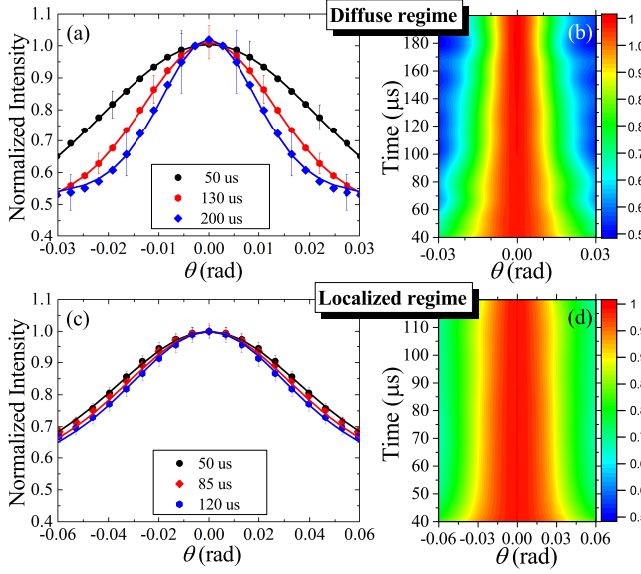 Diffuse regime
(a)
Normalized Intensity
1.1
1.0
0.9
0.8
0.7
0.6
0.5
0.4
50 us
130 us
200 us
-0.03 -0.02 -0.01 0.00 0.01 0.02 0.03
θ (rad)
(b)
Time (µs)
180
160
140
120
100
80
60
40
-0.03 0.00 0.03
θ (rad)
1
0.9
0.8
0.7
0.6
0.5
Localized regime
(c)
Normalized Intensity
1.1
1.0
0.9
0.8
0.7
0.6
0.5
0.4
50 us
85 us
120 us
-0.06 -0.04 -0.02 0.00 0.02 0.04 0.06
θ (rad)
(d)
Time (µs)
110
100
90
80
70
60
50
40
-0.06 -0.03 0.00 0.03 0.06
θ (rad)
1